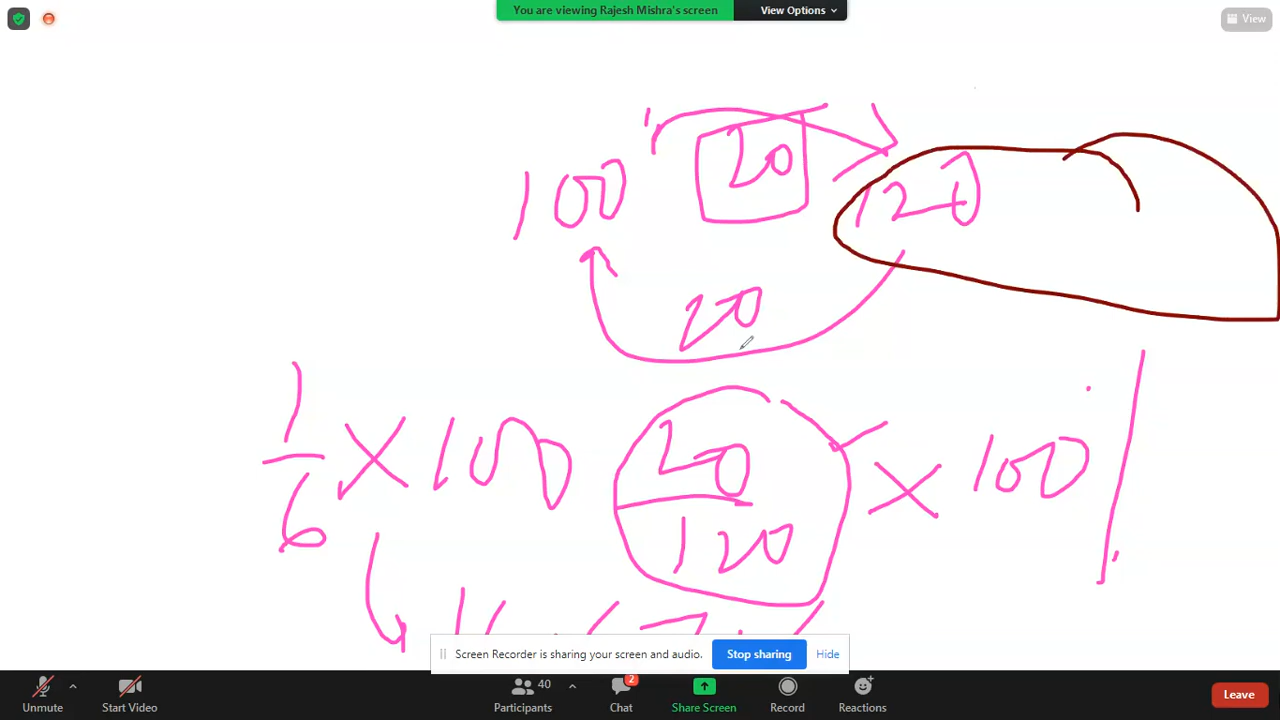 You are viewing Rajesh Mishra's screen View Options
View
20
100 120
20
1/6 × 100 20/120 × 100
Screen Recorder is sharing your screen and audio. Stop sharing Hide
40 2
Unmute Start Video Participants Chat Share Screen Record Reactions Leave